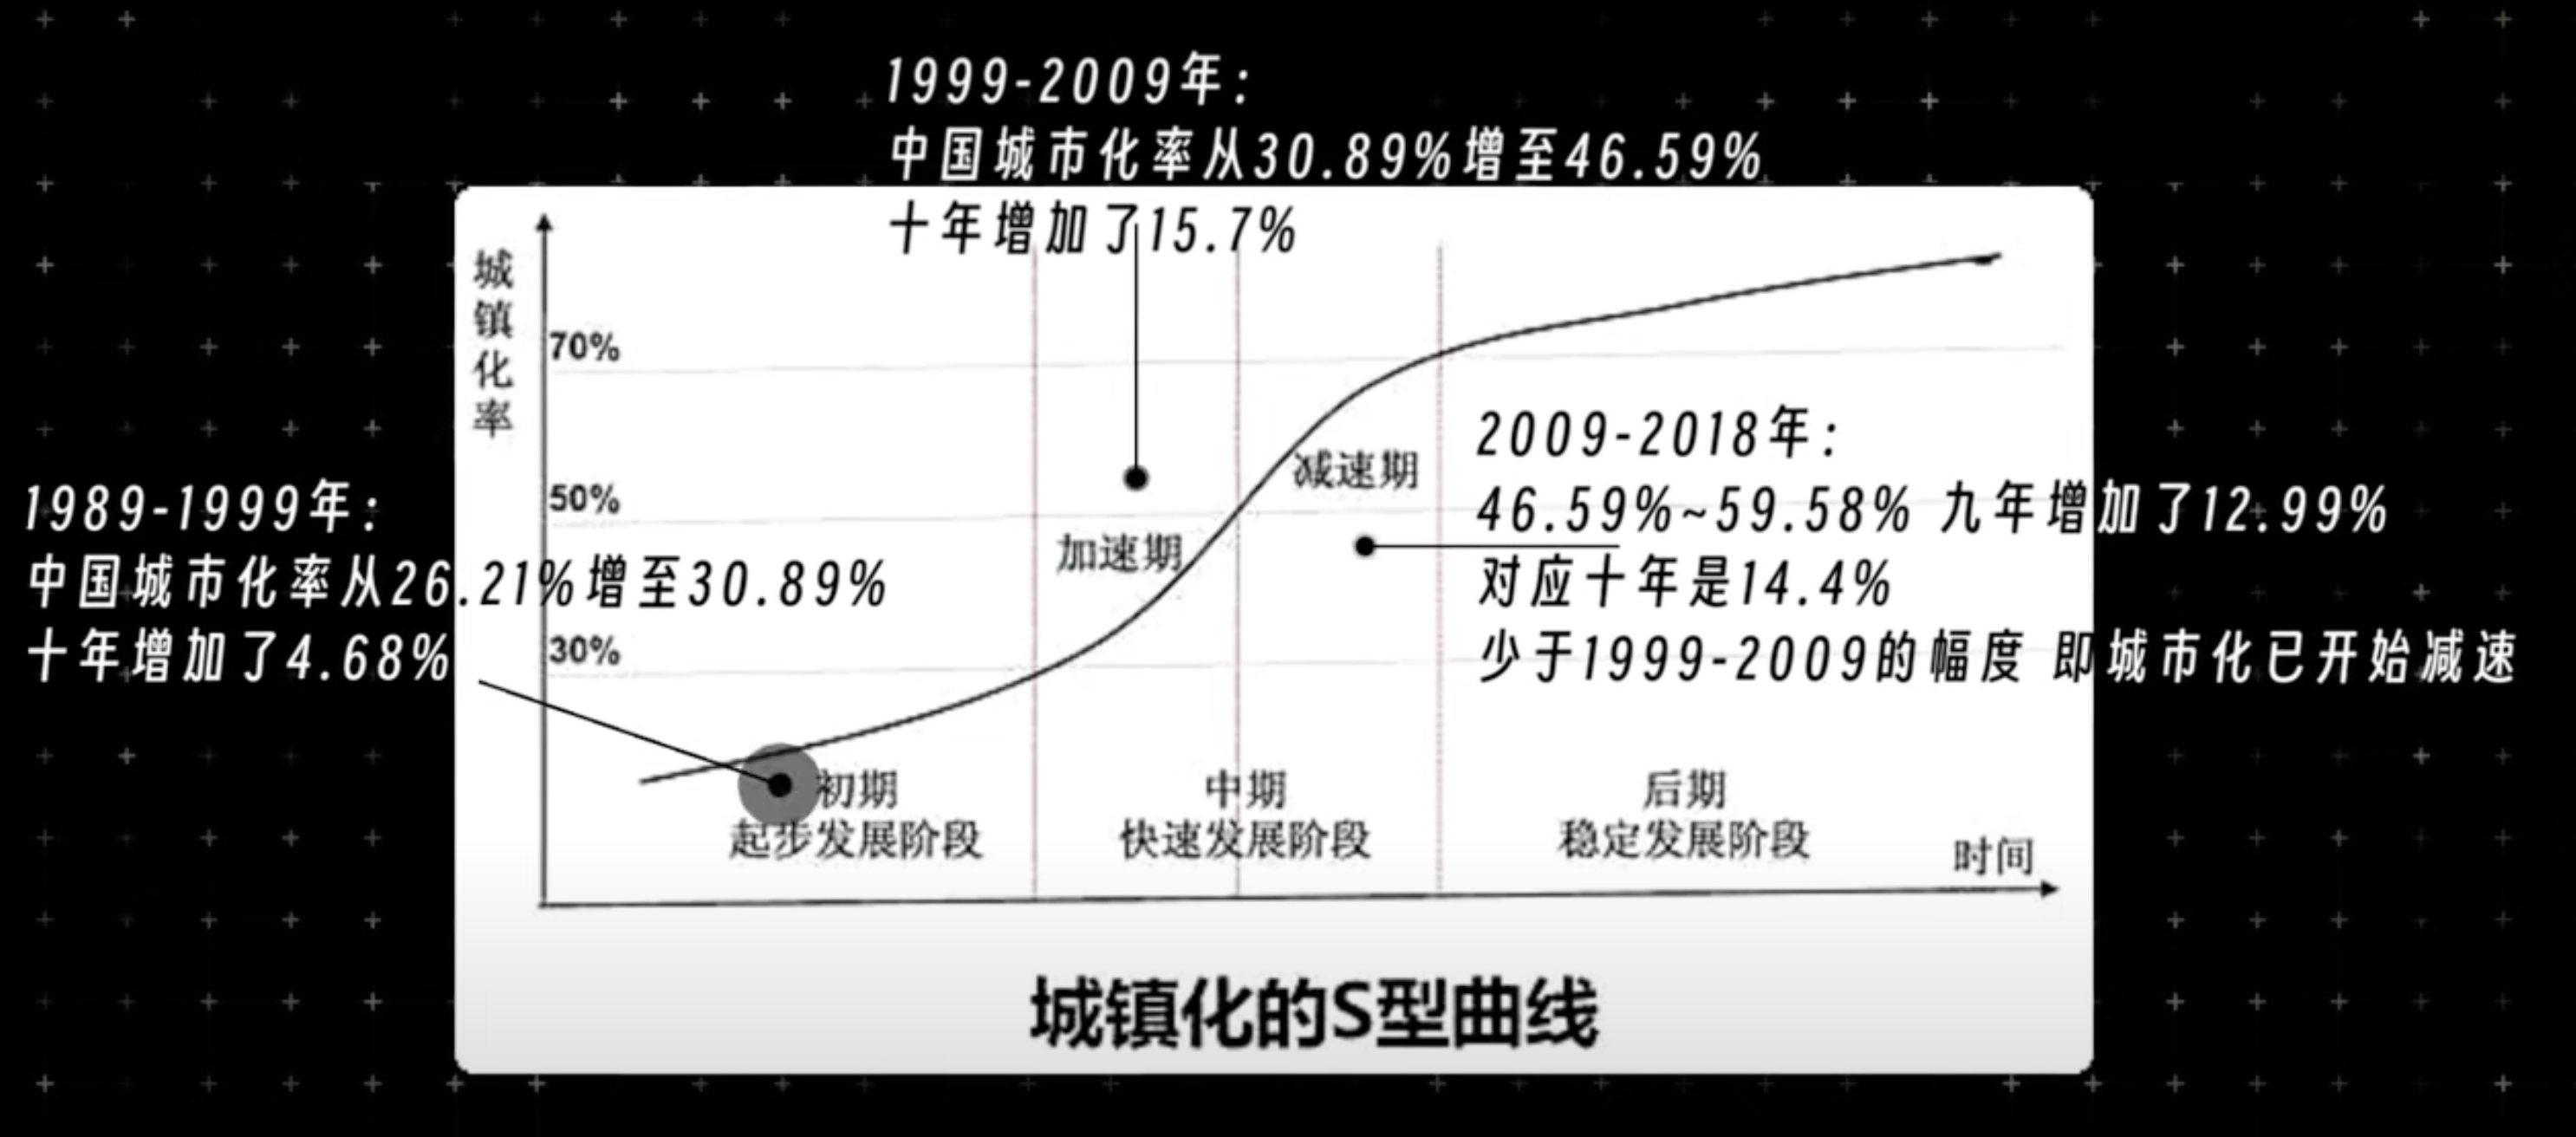 1999-2009年：
中国城市化率从30.89%增至46.59%
十年增加了15.7%
城镇化率
70%
50%
30%
减速期
加速期
2009-2018年：
46.59%~59.58% 九年增加了12.99%
对应十年是14.4%
少于1999-2009的幅度 即城市化已开始减速
1989-1999年：
中国城市化率从26.21%增至30.89%
十年增加了4.68%
初期
起步发展阶段
中期
快速发展阶段
后期
稳定发展阶段
时间
城镇化的S型曲线